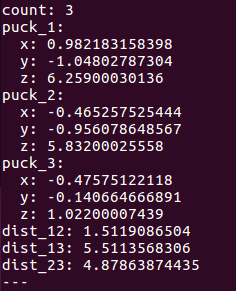 count: 3
puck_1:
  x: 0.982183158398
  y: -1.04802787304
  z: 6.25900030136
puck_2:
  x: -0.465257525444
  y: -0.956078648567
  z: 5.83200025558
puck_3:
  x: -0.47575122118
  y: -0.140664666891
  z: 1.02200007439
dist_12: 1.5119086504
dist_13: 5.5113568306
dist_23: 4.87863874435
---